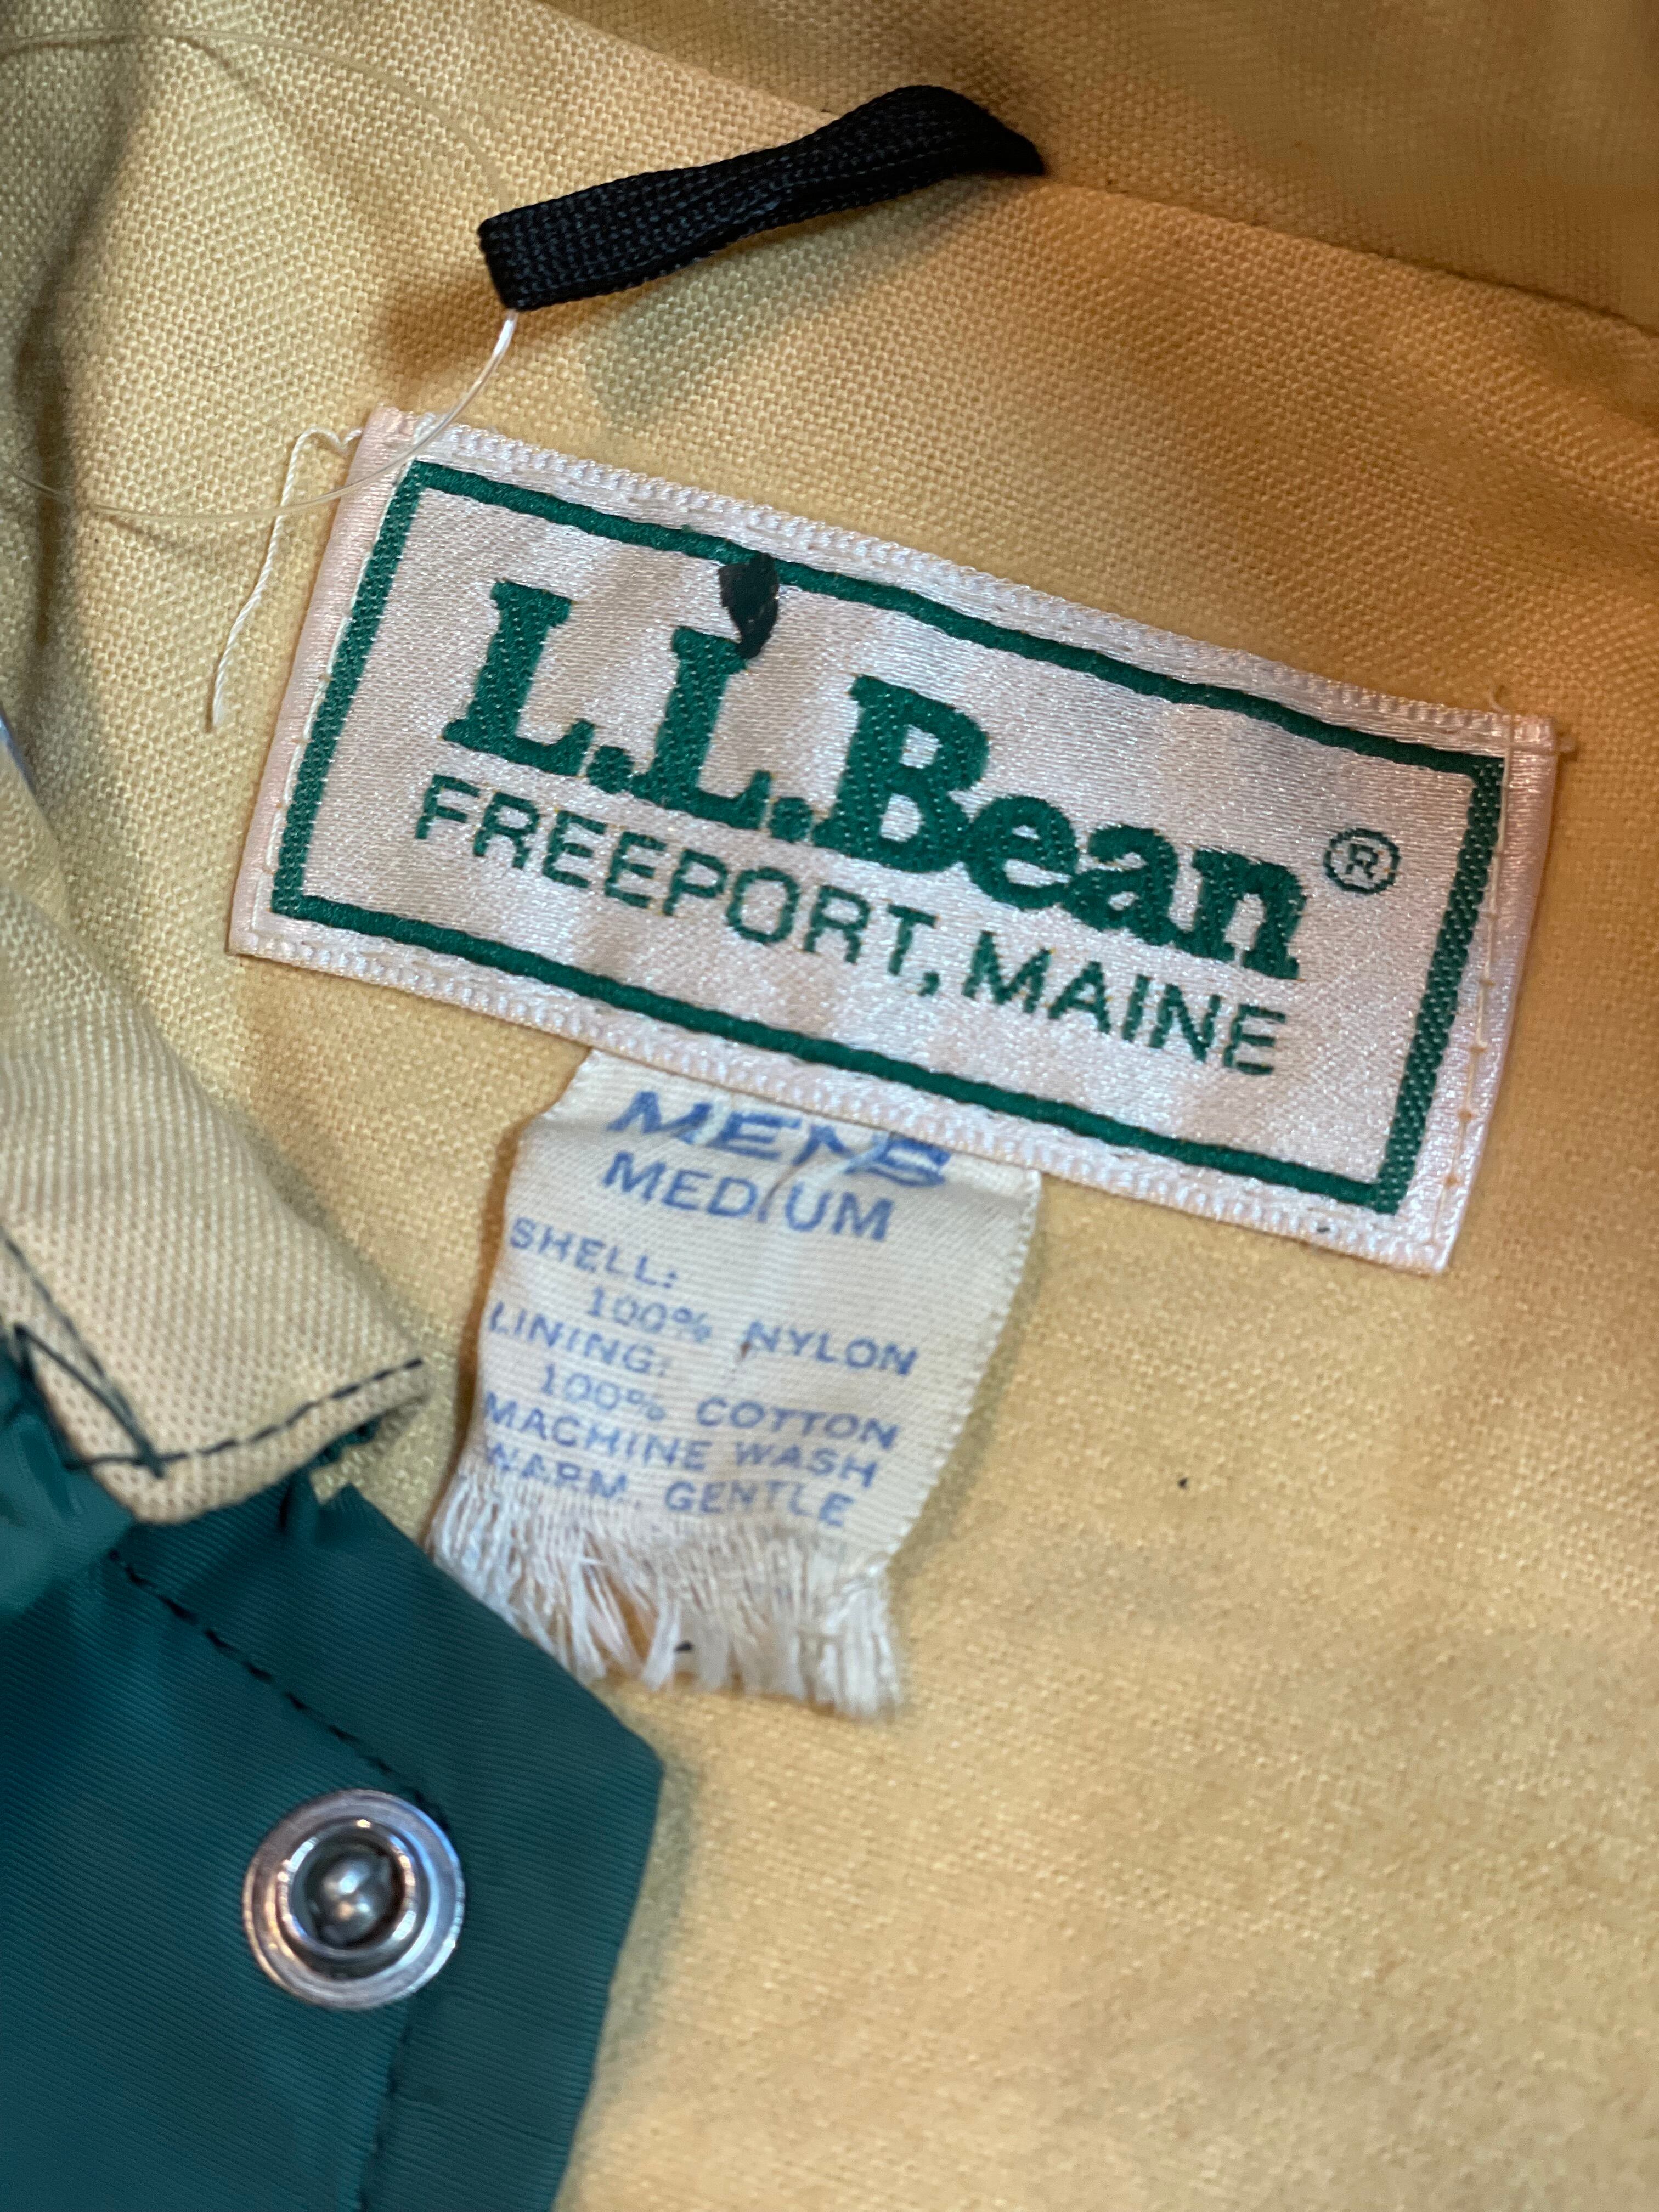 L.L.Bean®
FREEPORT, MAINE
MENS
MEDIUM
SHELL:
100% NYLON
LINING:
100% COTTON
MACHINE WASH
WARM, GENTLE